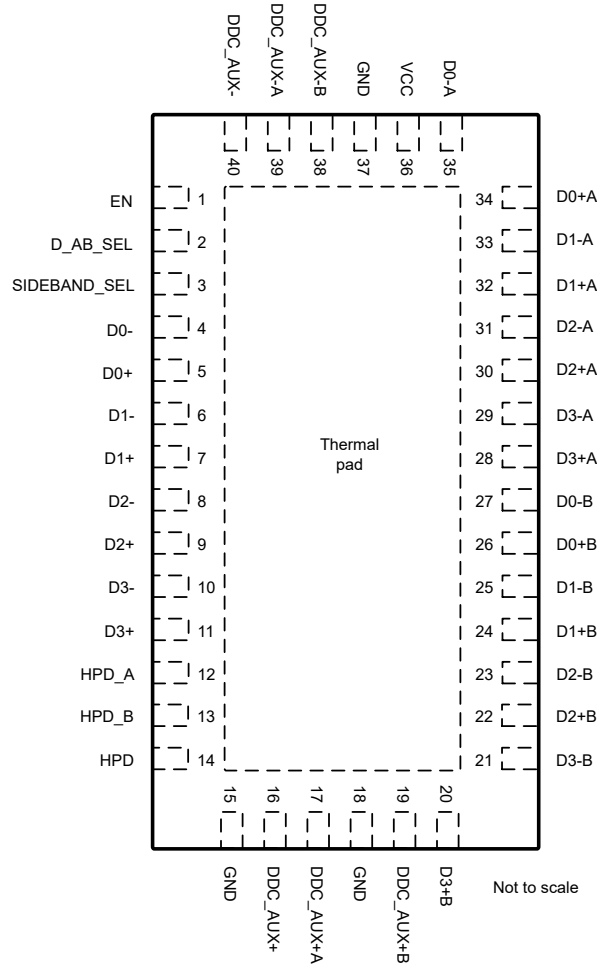 DDC_AUX-
DDC_AUX-A
DDC_AUX-B
GND
VCC
D0-A
40
39
38
37
36
35
EN
1
34
D0+A
D_AB_SEL
2
33
D1-A
SIDEBAND_SEL
3
32
D1+A
D0-
4
31
D2-A
D0+
5
30
D2+A
D1-
6
29
D3-A
D1+
7
28
D3+A
D2-
8
27
D0-B
D2+
9
26
D0+B
D3-
10
25
D1-B
D3+
11
24
D1+B
HPD_A
12
23
D2-B
HPD_B
13
22
D2+B
HPD
14
21
D3-B
Thermal
pad
15
16
17
18
19
20
GND
DDC_AUX+
DDC_AUX+A
GND
DDC_AUX+B
D3+B
Not to scale